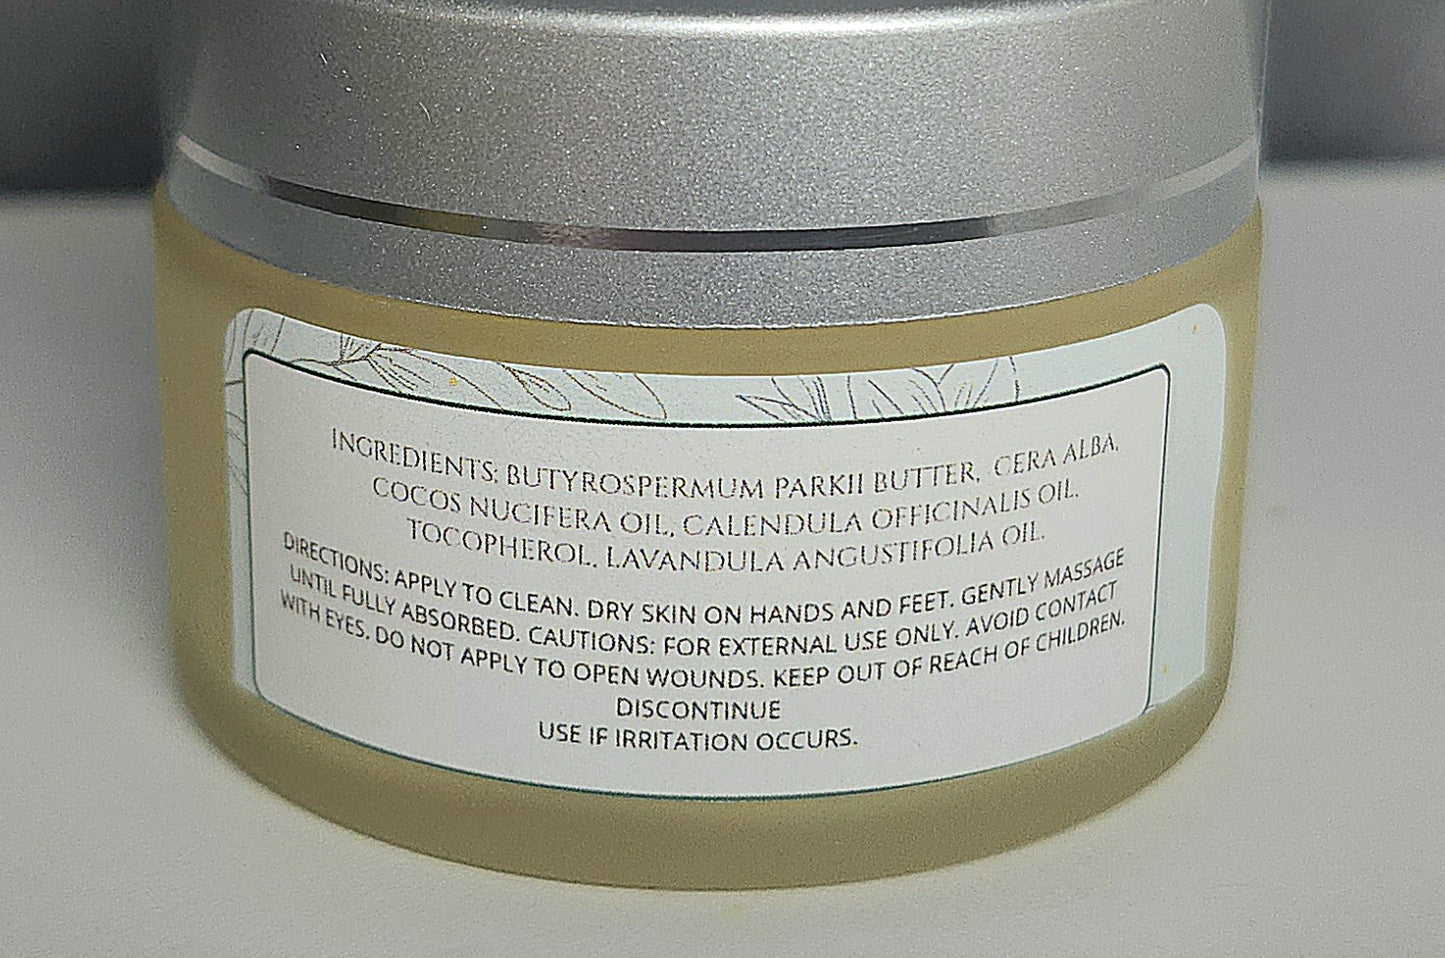 INGREDIENTS: BUTYROSPERMUM PARKII BUTTER, CERA ALBA,
COCOS NUCIFERA OIL, CALENDULA OFFICINALIS OIL,
TOCOPHEROL, LAVANDULA ANGUSTIFOLIA OIL.
DIRECTIONS: APPLY TO CLEAN, DRY SKIN ON HANDS AND FEET. GENTLY MASSAGE
UNTIL FULLY ABSORBED. CAUTIONS: FOR EXTERNAL USE ONLY. AVOID CONTACT
WITH EYES. DO NOT APPLY TO OPEN WOUNDS. KEEP OUT OF REACH OF CHILDREN.
DISCONTINUE
USE IF IRRITATION OCCURS.